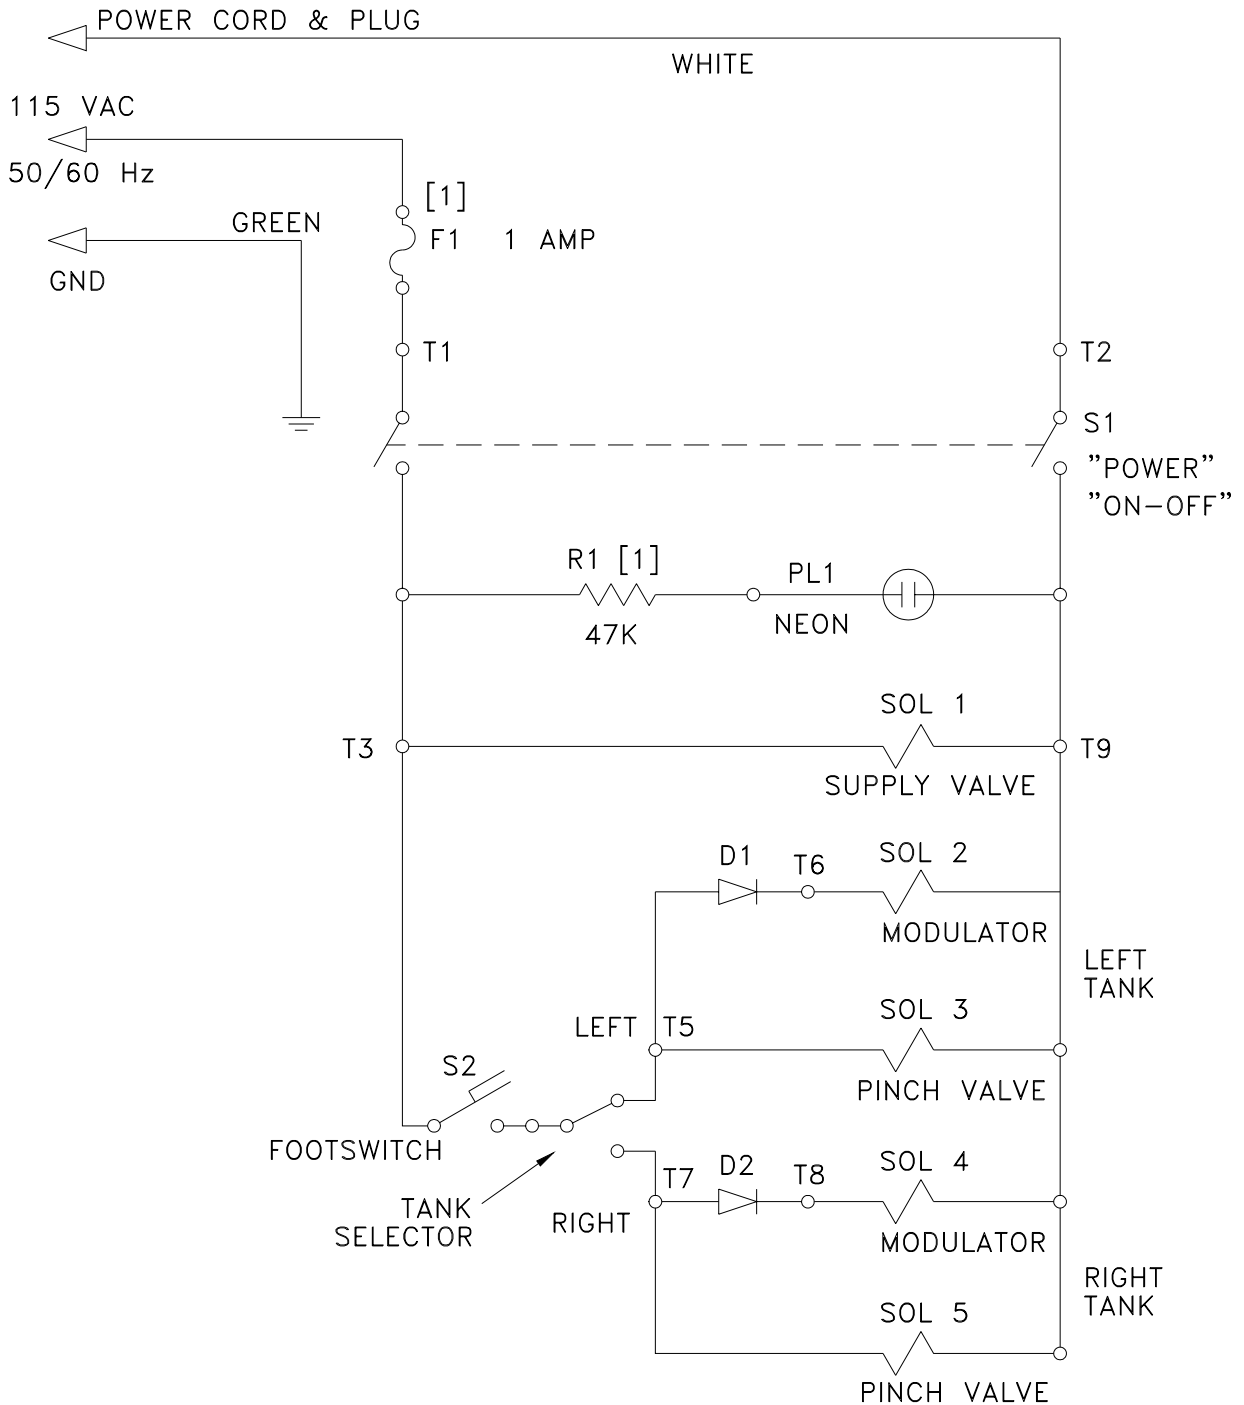 POWER CORD & PLUG
WHITE
115 VAC
50/60 Hz
[1]
GREEN
F1 1 AMP
GND
T1
T2
S1
"POWER"
"ON-OFF"
R1 [1]
PL1
47K
NEON
SOL 1
T3
T9
SUPPLY VALVE
D1
T6
SOL 2
MODULATOR
LEFT
TANK
SOL 3
LEFT
T5
S2
PINCH VALVE
FOOTSWITCH
SOL 4
T7
D2
T8
TANK
SELECTOR
RIGHT
MODULATOR
RIGHT
TANK
SOL 5
PINCH VALVE